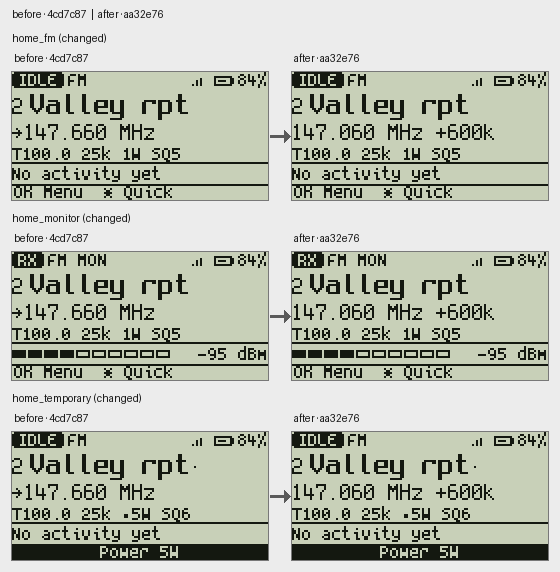 before · 4cd7c87 | after · aa32e76
home_fm (changed)
before · 4cd7c87
IDLE FM 84%
2 Valley rpt
→147.660 MHz
T100.0 25k 1W SQ5
No activity yet
OK Menu * Quick
after · aa32e76
IDLE FM 84%
2 Valley rpt
147.060 MHz +600k
T100.0 25k 1W SQ5
No activity yet
OK Menu * Quick
home_monitor (changed)
before · 4cd7c87
RX FM MON 84%
2 Valley rpt
→147.660 MHz
T100.0 25k 1W SQ5
-95 dBm
OK Menu * Quick
after · aa32e76
RX FM MON 84%
2 Valley rpt
147.060 MHz +600k
T100.0 25k 1W SQ5
-95 dBm
OK Menu * Quick
home_temporary (changed)
before · 4cd7c87
IDLE FM 84%
2 Valley rpt·
→147.660 MHz
T100.0 25k ·5W SQ6
No activity yet
Power 5W
after · aa32e76
IDLE FM 84%
2 Valley rpt·
147.060 MHz +600k
T100.0 25k ·5W SQ6
No activity yet
Power 5W